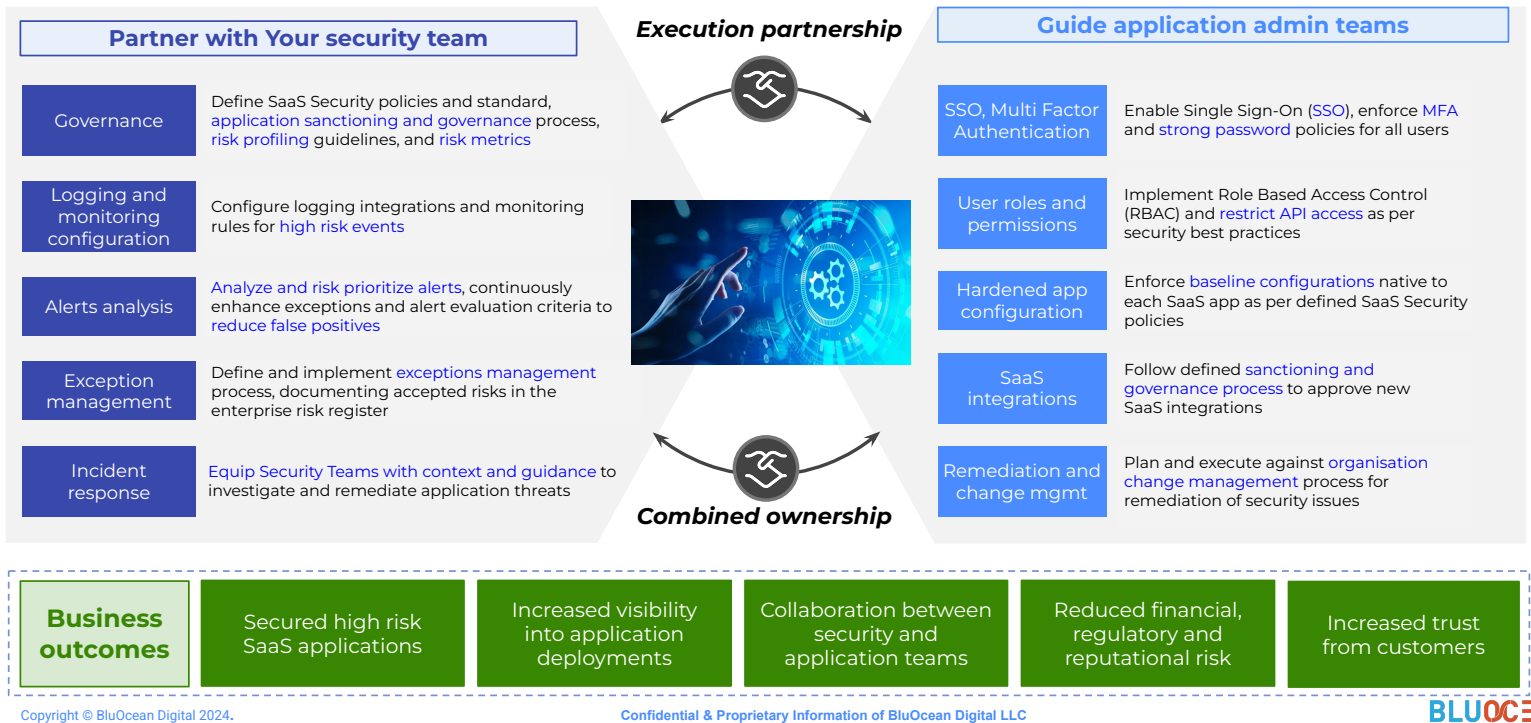 Partner with Your security team
Governance
Define SaaS Security policies and standard,
application sanctioning and governance process,
risk profiling guidelines, and risk metrics
Logging and
monitoring
configuration
Configure logging integrations and monitoring
rules for high risk events
Alerts analysis
Analyze and risk prioritize alerts, continuously
enhance exceptions and alert evaluation criteria to
reduce false positives
Exception
management
Define and implement exceptions management
process, documenting accepted risks in the
enterprise risk register
Incident
response
Equip Security Teams with context and guidance to
investigate and remediate application threats
Execution partnership
Combined ownership
Guide application admin teams
SSO, Multi Factor
Authentication
Enable Single Sign-On (SSO), enforce MFA
and strong password policies for all users
User roles and
permissions
Implement Role Based Access Control
(RBAC) and restrict API access as per
security best practices
Hardened app
configuration
Enforce baseline configurations native to
each SaaS app as per defined SaaS Security
policies
SaaS
integrations
Follow defined sanctioning and
governance process to approve new
SaaS integrations
Remediation and
change mgmt
Plan and execute against organisation
change management process for
remediation of security issues
Business
outcomes
Secured high risk
SaaS applications
Increased visibility
into application
deployments
Collaboration between
security and
application teams
Reduced financial,
regulatory and
reputational risk
Increased trust
from customers
Copyright © BluOcean Digital 2024.
Confidential & Proprietary Information of BluOcean Digital LLC
BLUOCE